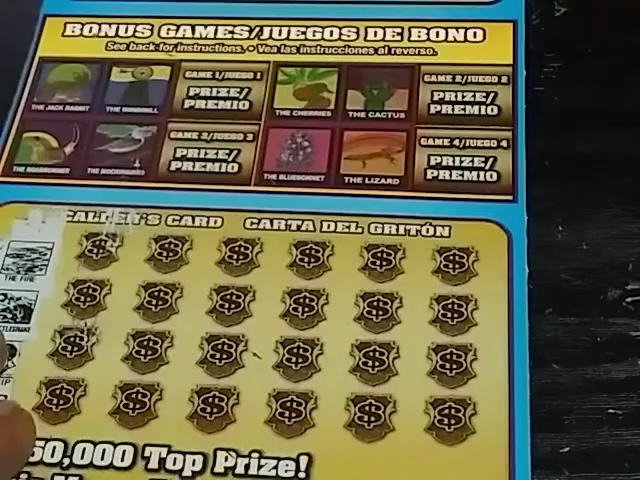 BONUS GAMES/JUEGOS DE BONO
See back for instructions. • Vea las instrucciones al reverso.
THE JACK RABBIT
THE WINDMILL
GAME 1/JUEGO 1
PRIZE/
PREMIO
THE CHERRIES
THE CACTUS
GAME 2/JUEGO 2
PRIZE/
PREMIO
THE ROADRUNNER
THE MOCKINGBIRD
GAME 3/JUEGO 3
PRIZE/
PREMIO
THE BLUEBONNET
THE LIZARD
GAME 4/JUEGO 4
PRIZE/
PREMIO
CALLER'S CARD CARTA DEL GRITÓN
THE FIRE
50,000 Top Prize!